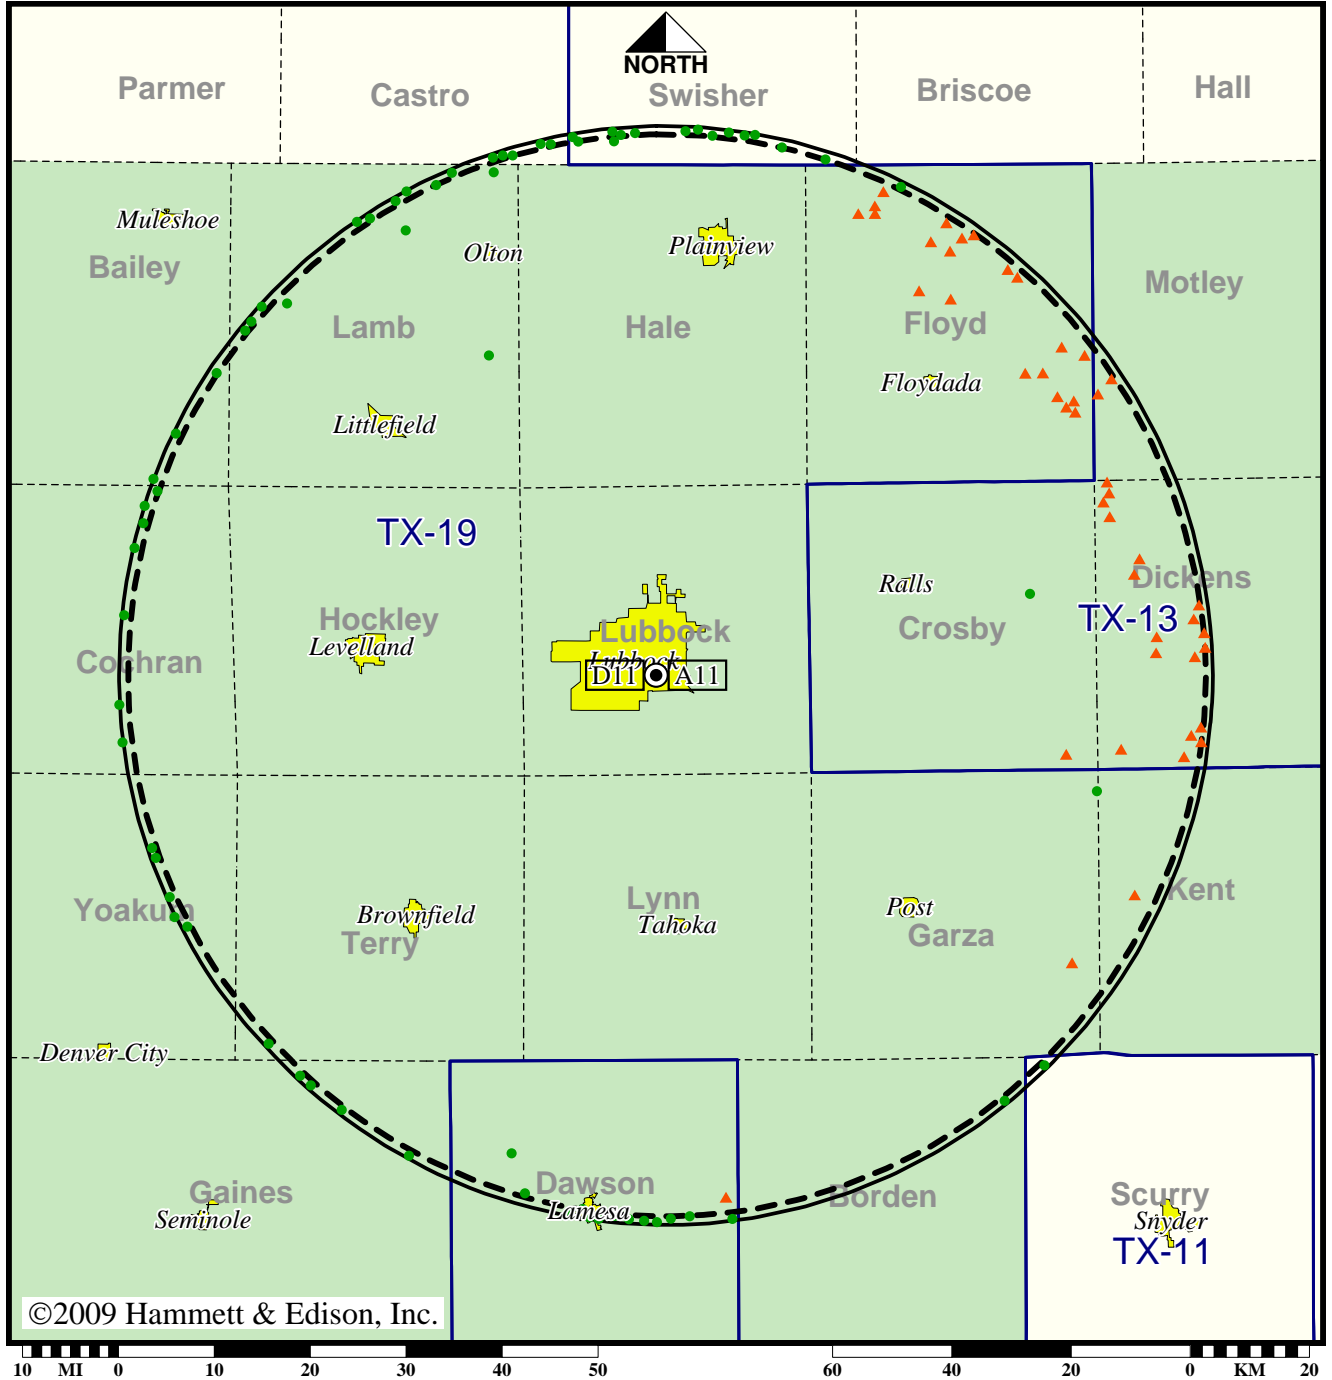 NORTH
Parmer
Castro
Swisher
Briscoe
Hall
Muleshoe
Bailey
Olton
Plainview
Lamb
Hale
Floyd
Motley
Floydada
Littlefield
TX-19
Ralls
Dickens
Hockley
Levelland
Lubbock
Lubbock
D11
A11
Crosby
TX-13
Cochran
Yoakum
Brownfield
Terry
Lynn
Tahoka
Post
Garza
Kent
Denver City
Gaines
Seminole
Dawson
Lamesa
Borden
Scurry
Snyder
TX-11
©2009 Hammett & Edison, Inc.
10 MI 0 10 20 30 40 50 60 40 20 0 KM 20